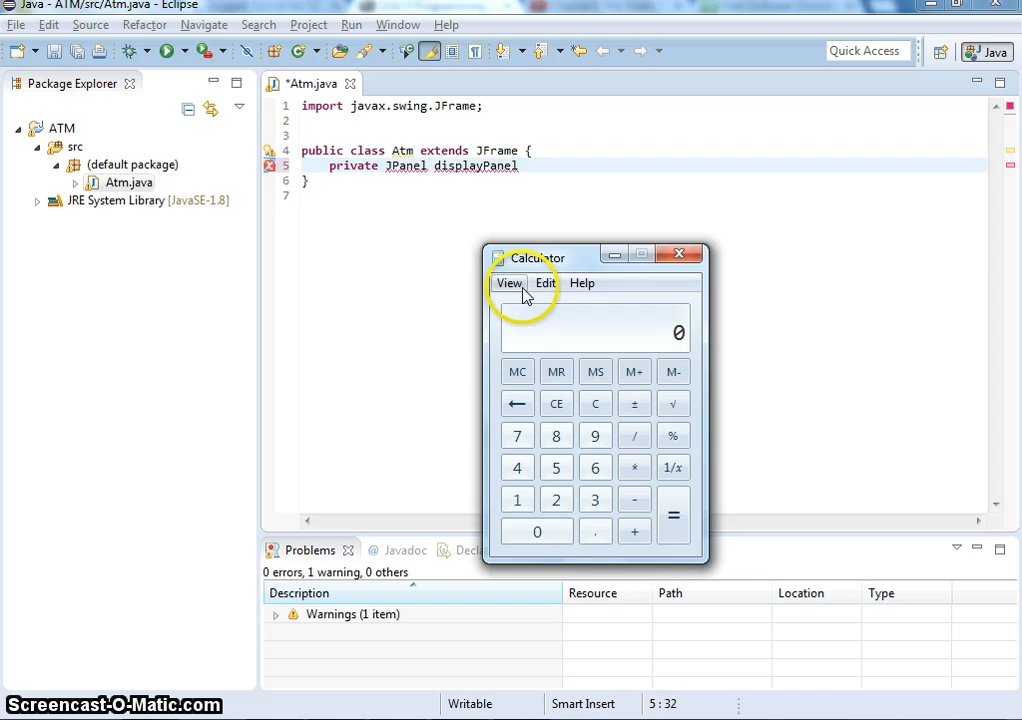 Java - ATM/src/Atm.java - Eclipse
File Edit Source Refactor Navigate Search Project Run Window Help
Quick Access
Java
Package Explorer
*Atm.java
ATM
src
(default package)
Atm.java
JRE System Library [JavaSE-1.8]
1 import javax.swing.JFrame;
2
3
4 public class Atm extends JFrame {
5 private JPanel displayPanel
6 }
7
Calculator
View Edit Help
0
MC MR MS M+ M-
← CE C ± √
7 8 9 / %
4 5 6 * 1/x
1 2 3 - =
0 . +
Problems @ Javadoc Decla
0 errors, 1 warning, 0 others
Description Resource Path Location Type
Warnings (1 item)
Writable Smart Insert 5 : 32
Screencast-O-Matic.com